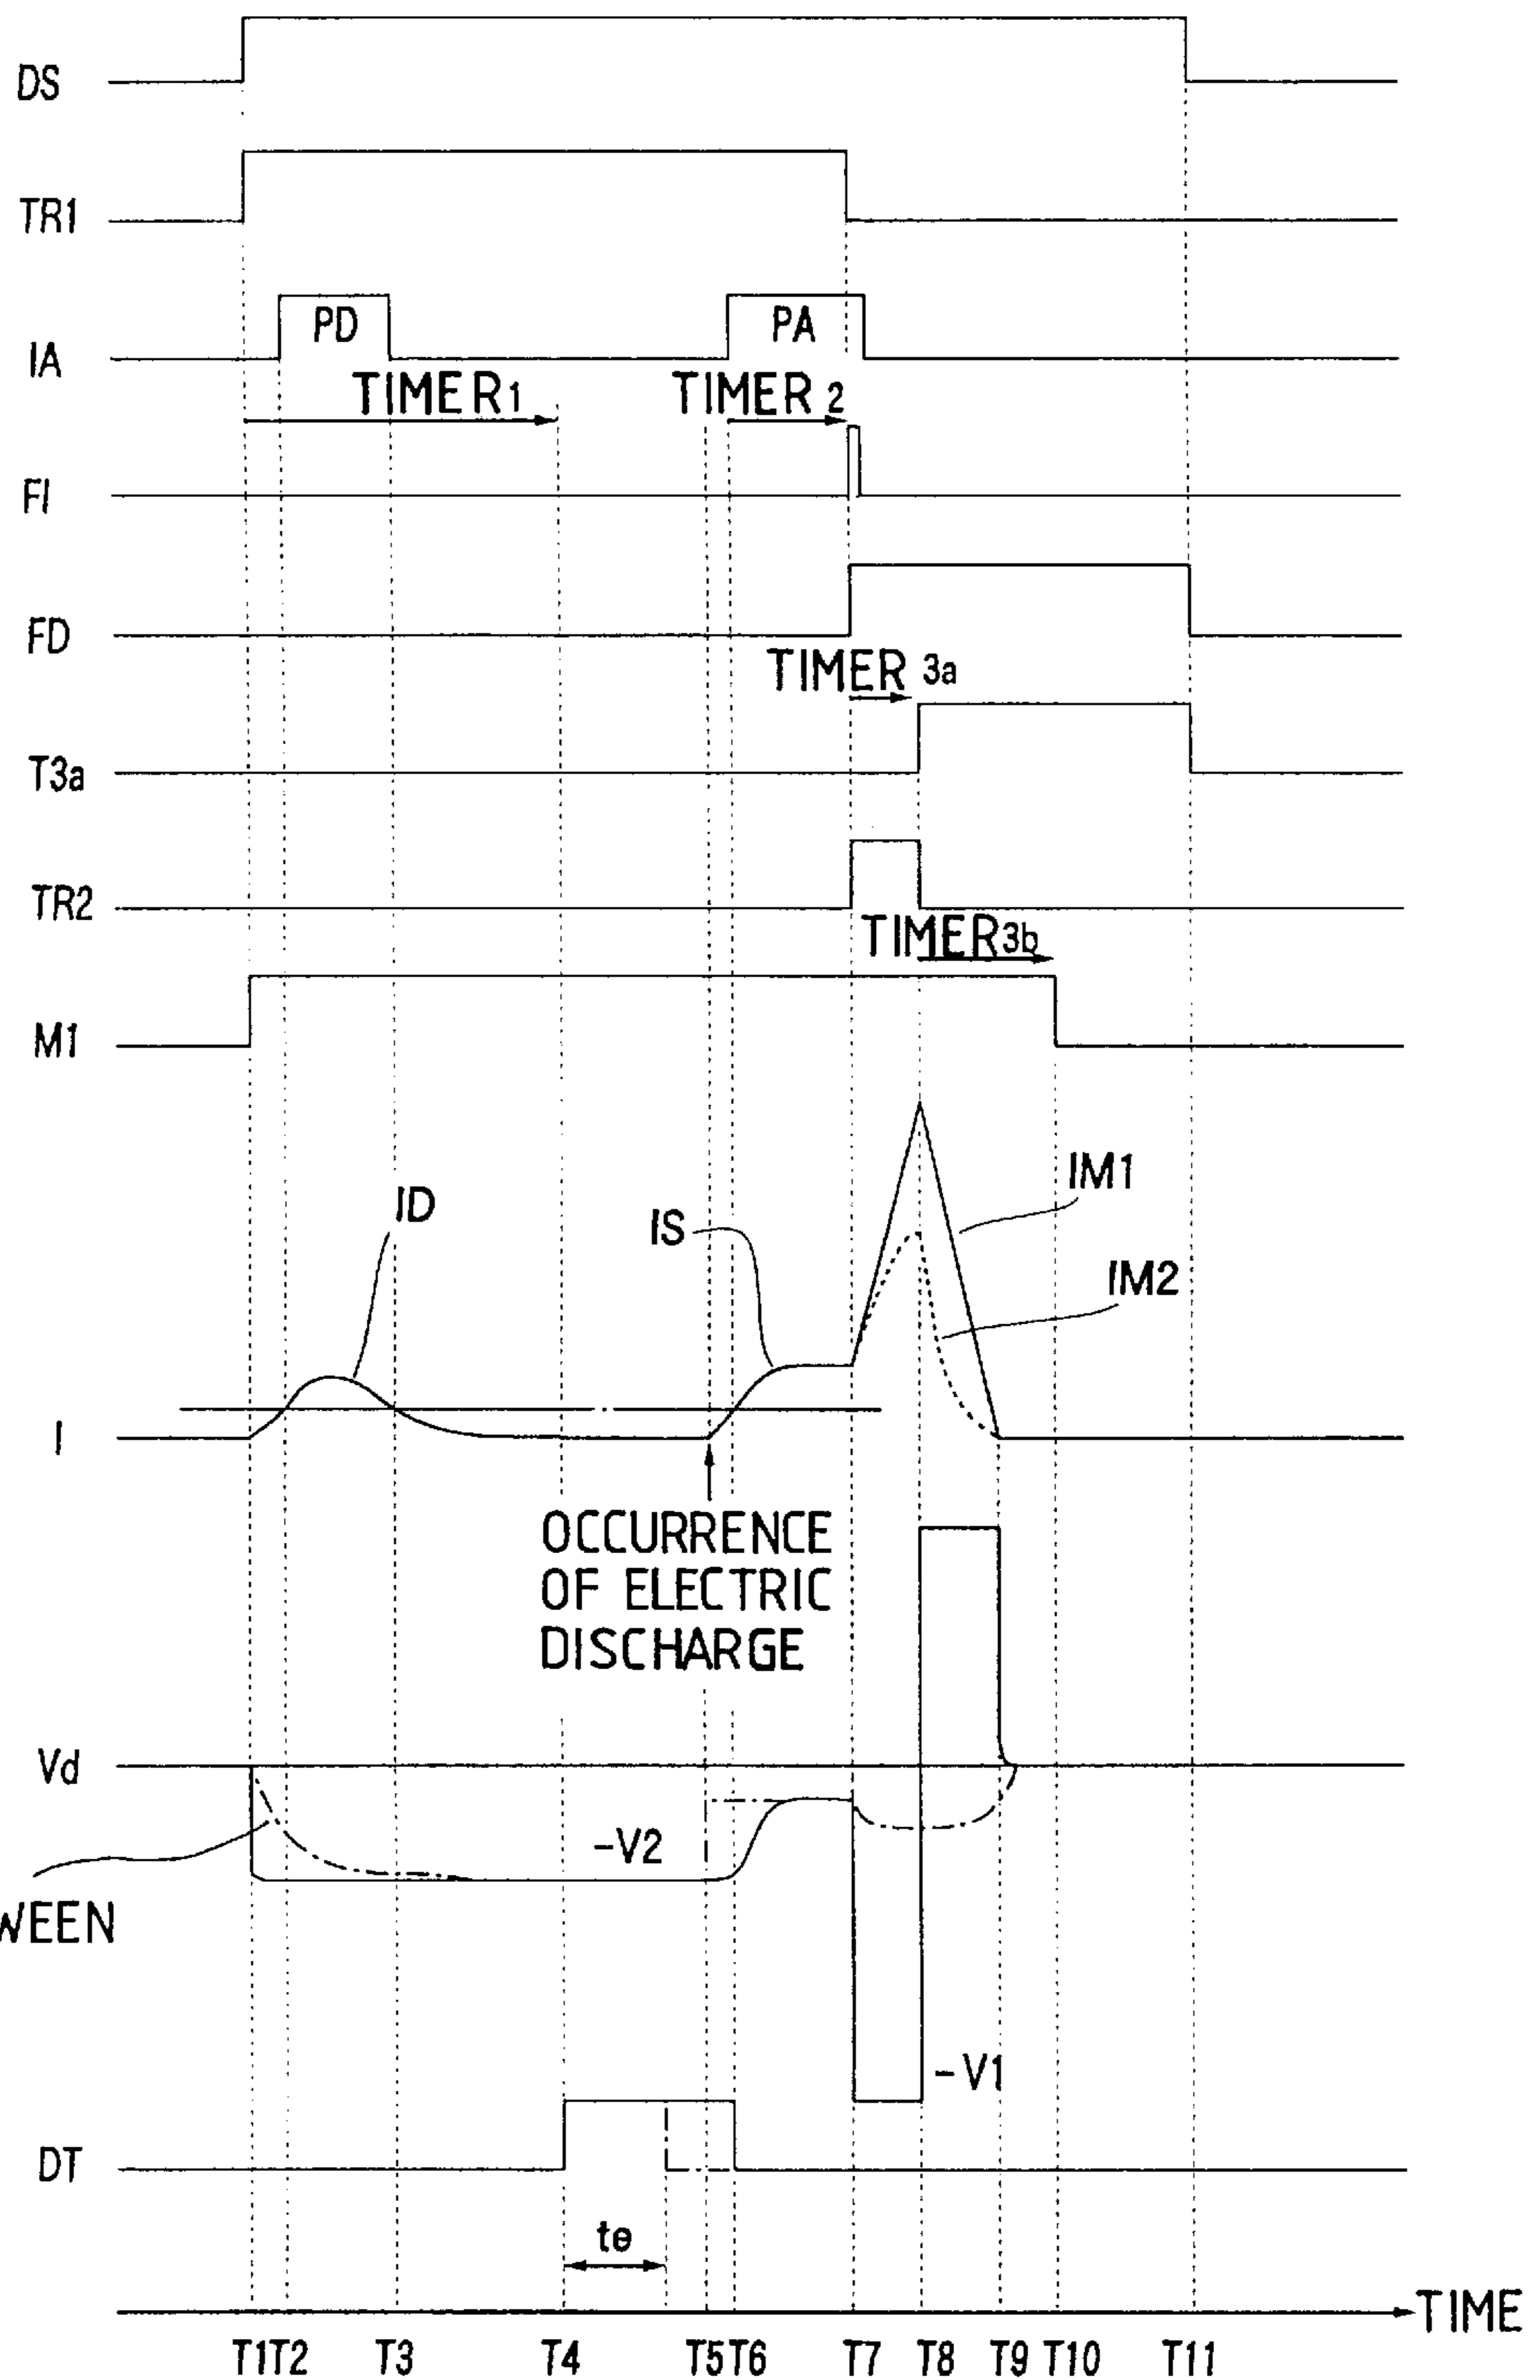 DS
TR1
PD
PA
IA
TIMER1
TIMER 2
FI
FD
TIMER 3a
T3a
TR2
TIMER3b
M1
IM1
ID
IS
IM2
I
OCCURRENCE
OF ELECTRIC
DISCHARGE
Vd
-V2
WEEN
-V1
DT
te
TIME
T1T2 T3 T4 T5T6 T7 T8 T9 T10 T11